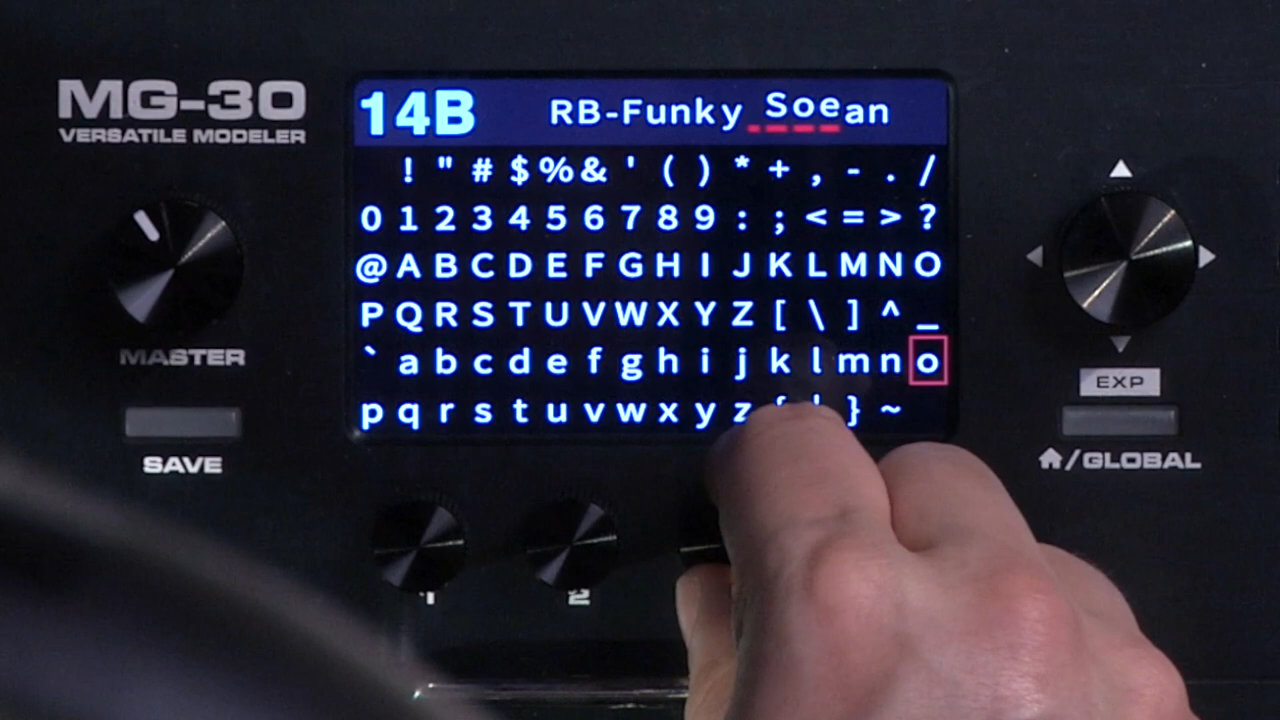 MG-30
VERSATILE MODELER
14B RB-Funky Soean
! " # $ % & ' ( ) * + , - . /
0 1 2 3 4 5 6 7 8 9 : ; < = > ?
@ A B C D E F G H I J K L M N O
P Q R S T U V W X Y Z [ \ ] ^ _
` a b c d e f g h i j k l m n o
p q r s t u v w x y z { | } ~
MASTER
SAVE
EXP
/GLOBAL
1 2